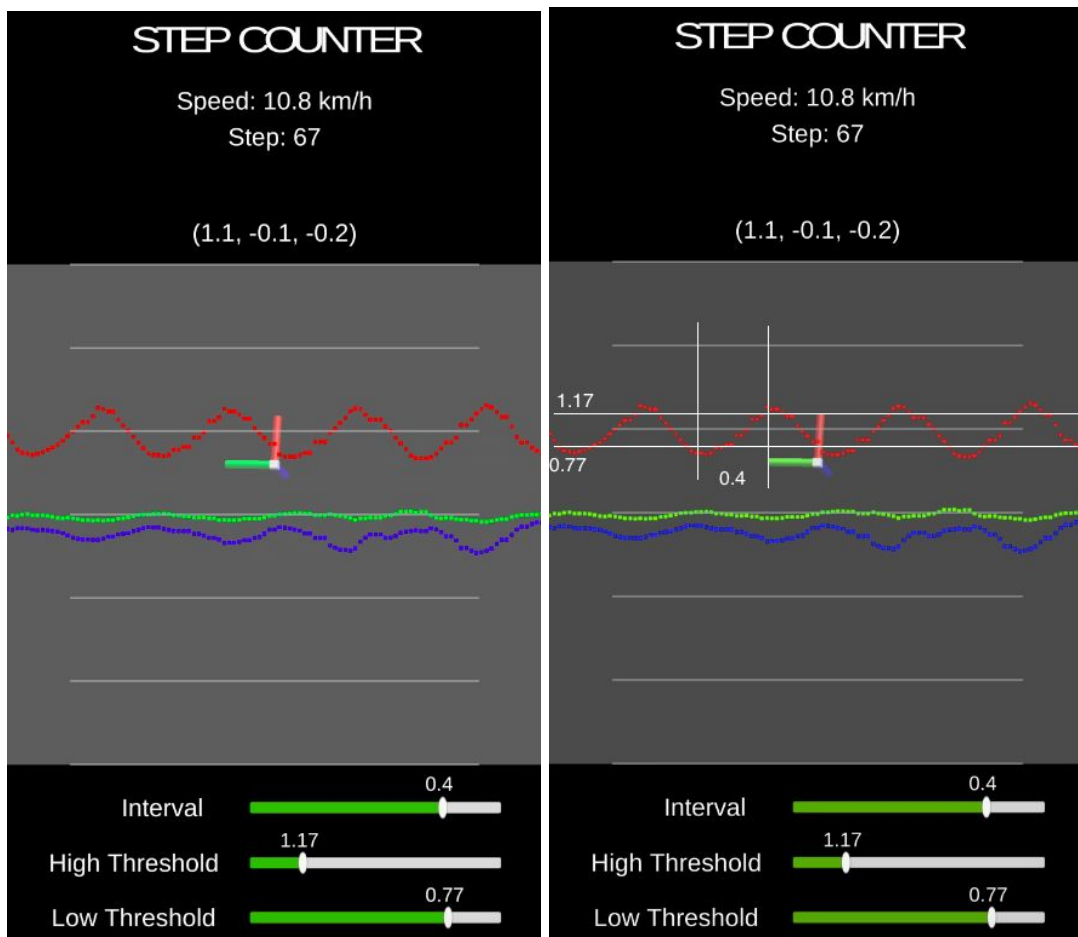 STEP COUNTER
Speed: 10.8 km/h
Step: 67
(1.1, -0.1, -0.2)
0.4
Interval
1.17
High Threshold
0.77
Low Threshold
STEP COUNTER
Speed: 10.8 km/h
Step: 67
(1.1, -0.1, -0.2)
1.17
0.77
0.4
0.4
Interval
1.17
High Threshold
0.77
Low Threshold